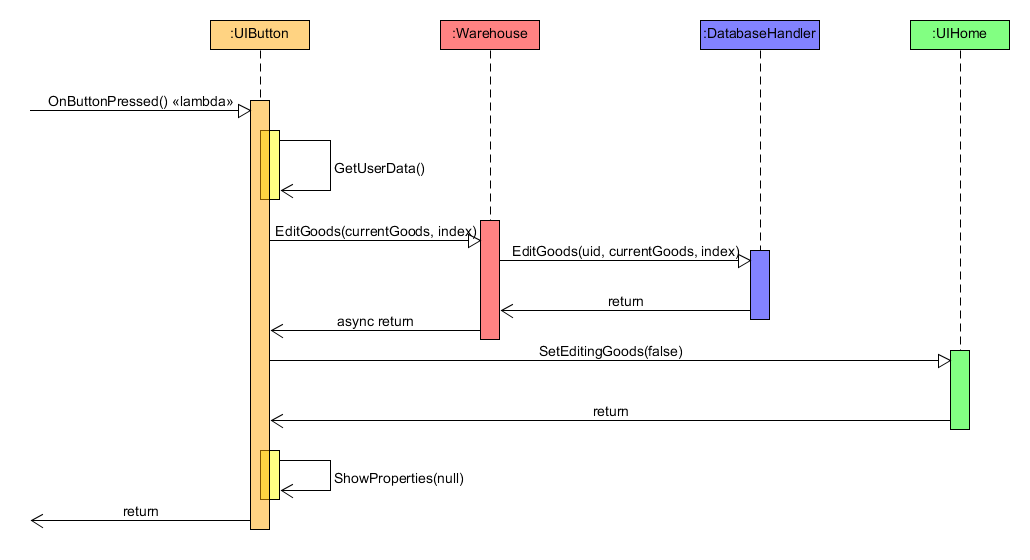 :UIButton
:Warehouse
:DatabaseHandler
:UIHome
OnButtonPressed() «lambda»
GetUserData()
EditGoods(currentGoods, index)
EditGoods(uid, currentGoods, index)
return
async return
SetEditingGoods(false)
return
ShowProperties(null)
return